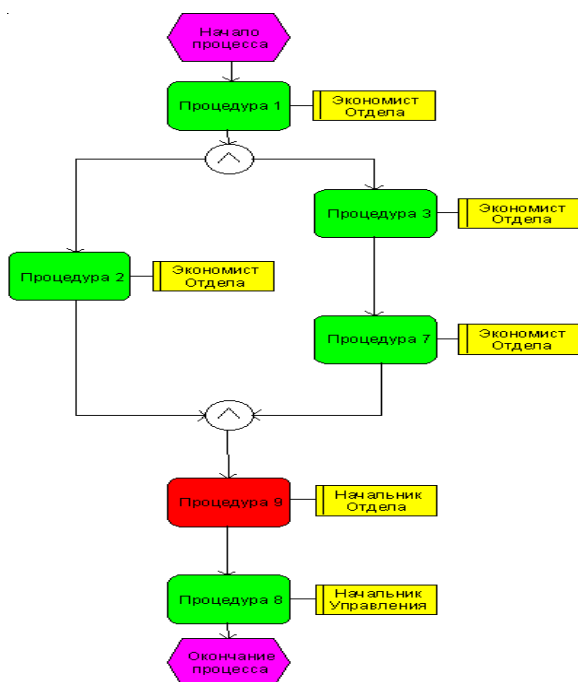 Начало
процесса
Процедура 1
Экономист
Отдела
Процедура 3
Экономист
Отдела
Процедура 2
Экономист
Отдела
Процедура 7
Экономист
Отдела
Процедура 9
Начальник
Отдела
Процедура 8
Начальник
Управления
Окончание
процесса